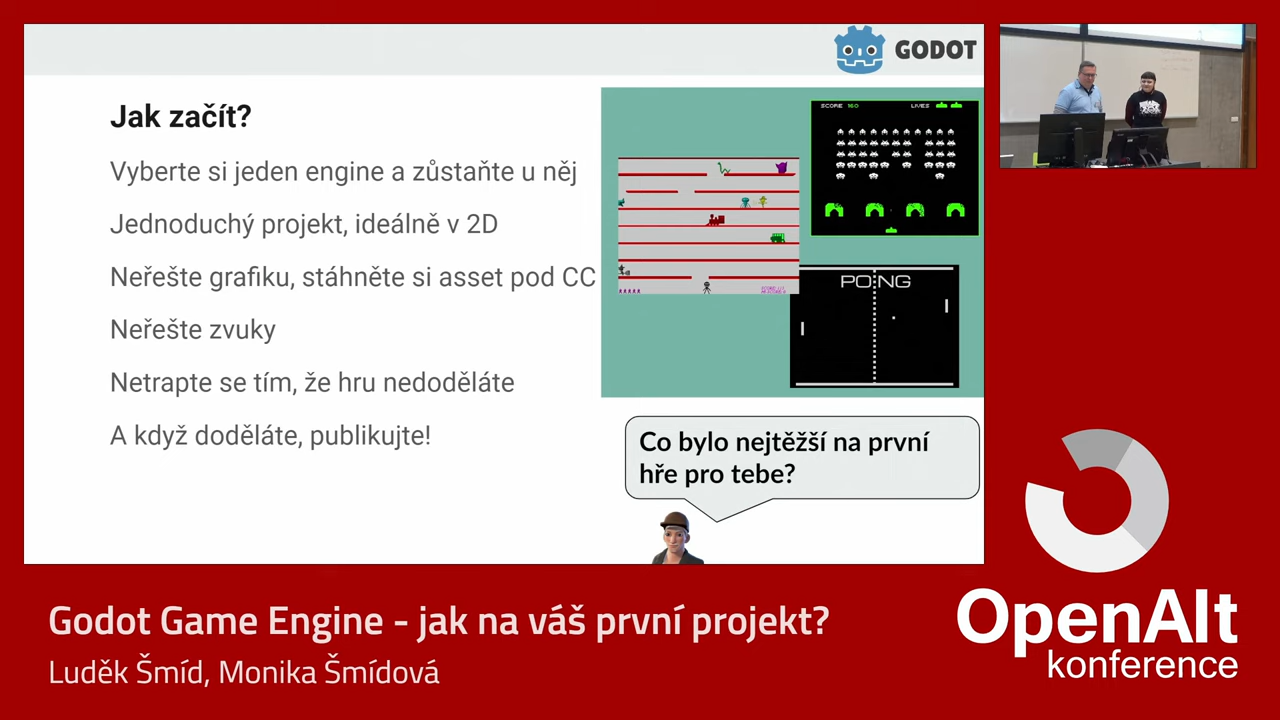 GODOT
Jak začít?
Vyberte si jeden engine a zůstaňte u něj
Jednoduchý projekt, ideálně v 2D
Neřešte grafiku, stáhněte si asset pod CC
Neřešte zvuky
Netrapte se tím, že hru nedoděláte
A když doděláte, publikujte!
SCORE 160 LIVES
PONG
Co bylo nejtěžší na první
hře pro tebe?
Godot Game Engine - jak na váš první projekt?
Luděk Šmíd, Monika Šmídová
OpenAlt
konference